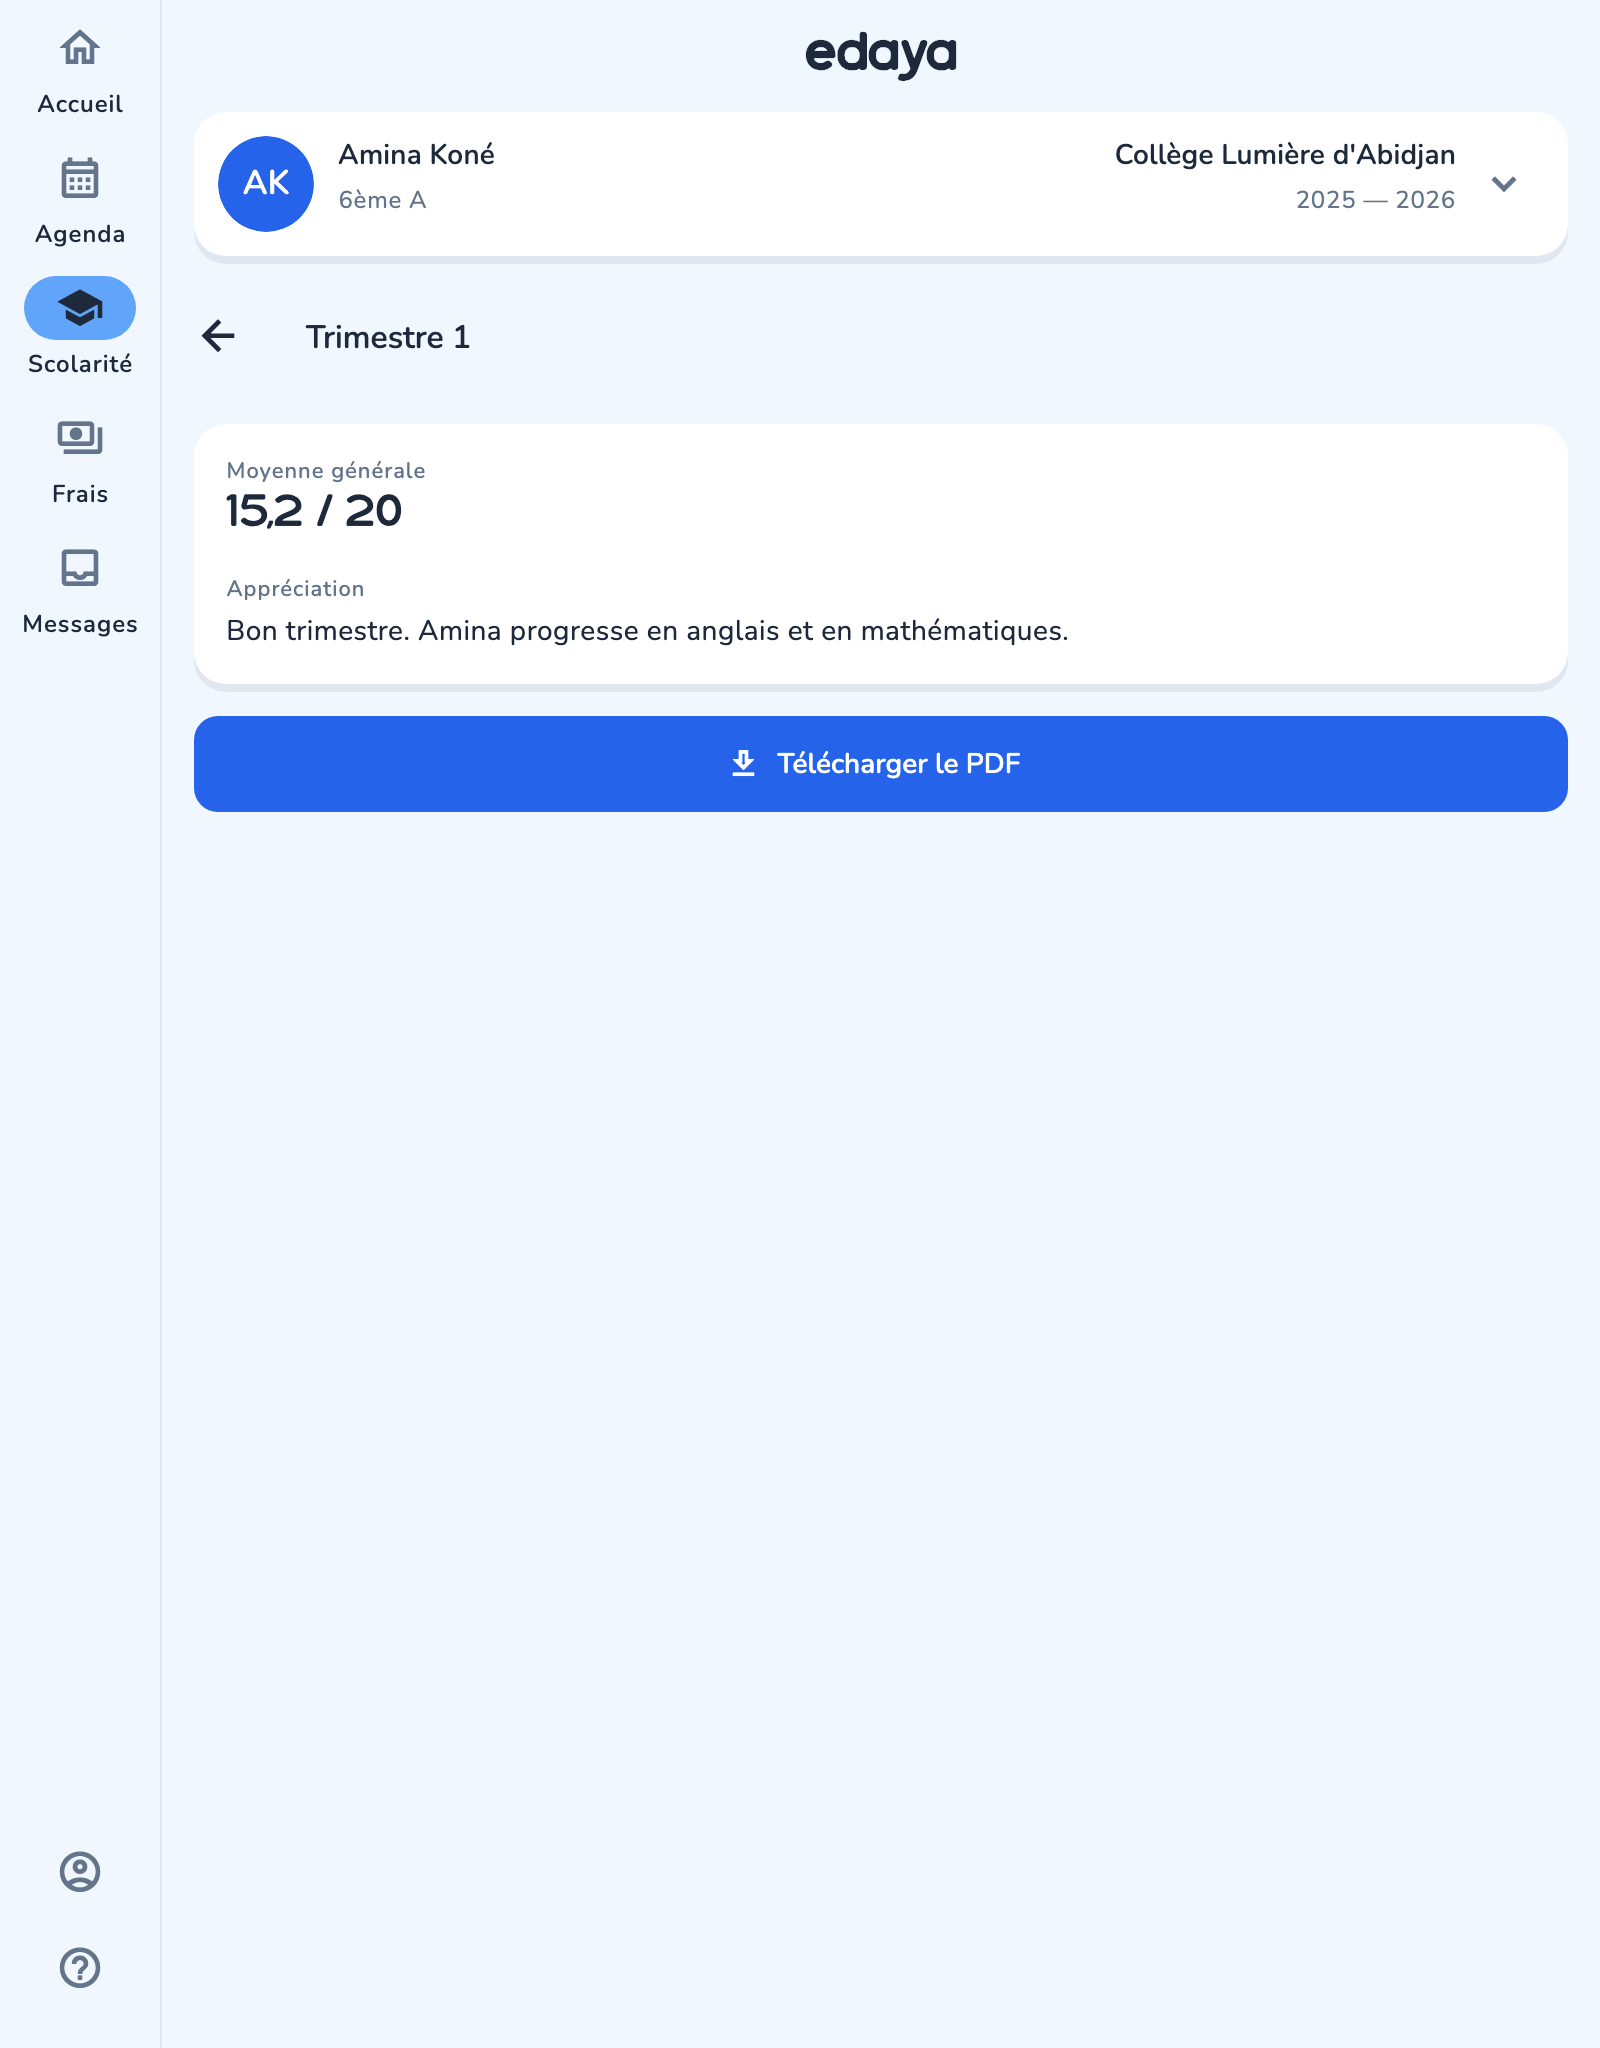 edaya
Accueil
Agenda
Scolarité
Frais
Messages
AK
Amina Koné
6ème A
Collège Lumière d'Abidjan
2025 — 2026
Trimestre 1
Moyenne générale
15,2 / 20
Appréciation
Bon trimestre. Amina progresse en anglais et en mathématiques.
Télécharger le PDF